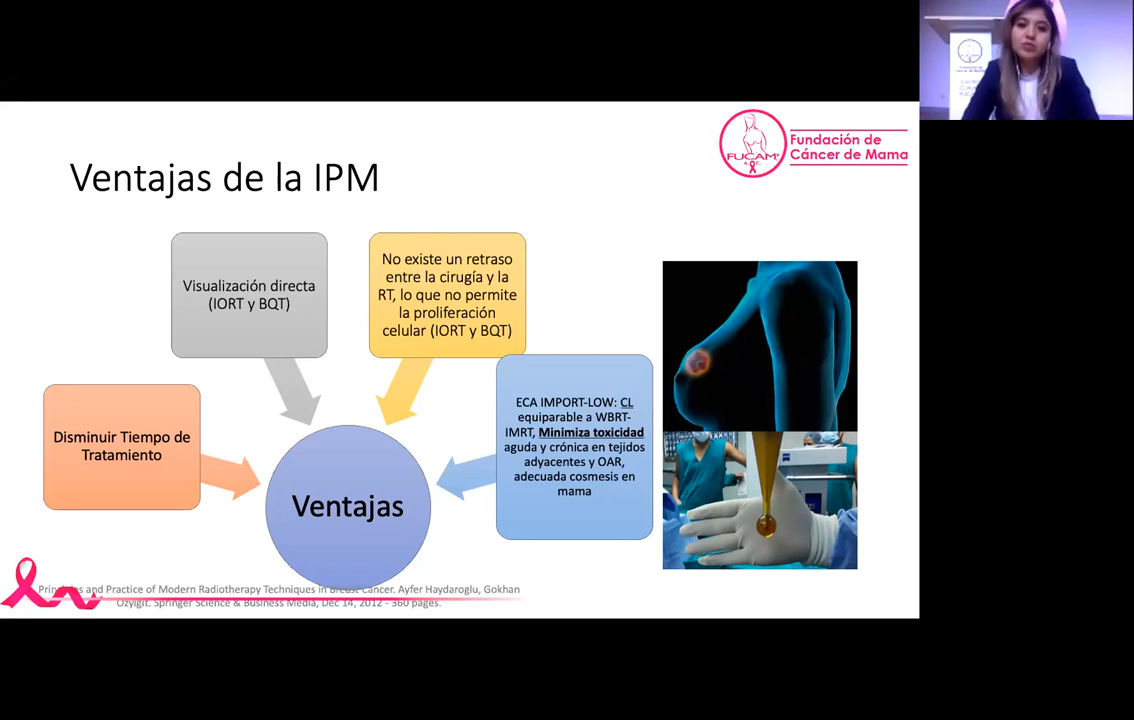 FUCAM
A. C.
Fundación de
Cáncer de Mama
Ventajas de la IPM
Visualización directa
(IORT y BQT)
No existe un retraso
entre la cirugía y la
RT, lo que no permite
la proliferación
celular (IORT y BQT)
Disminuir Tiempo de
Tratamiento
ECA IMPORT-LOW: CL
equiparable a WBRT-
IMRT, Minimiza toxicidad
aguda y crónica en tejidos
adyacentes y OAR,
adecuada cosmesis en
mama
Ventajas
Principles and Practice of Modern Radiotherapy Techniques in Breast Cancer. Ayfer Haydaroglu, Gokhan
Ozyigit. Springer Science & Business Media, Dec 14, 2012 - 360 pages.